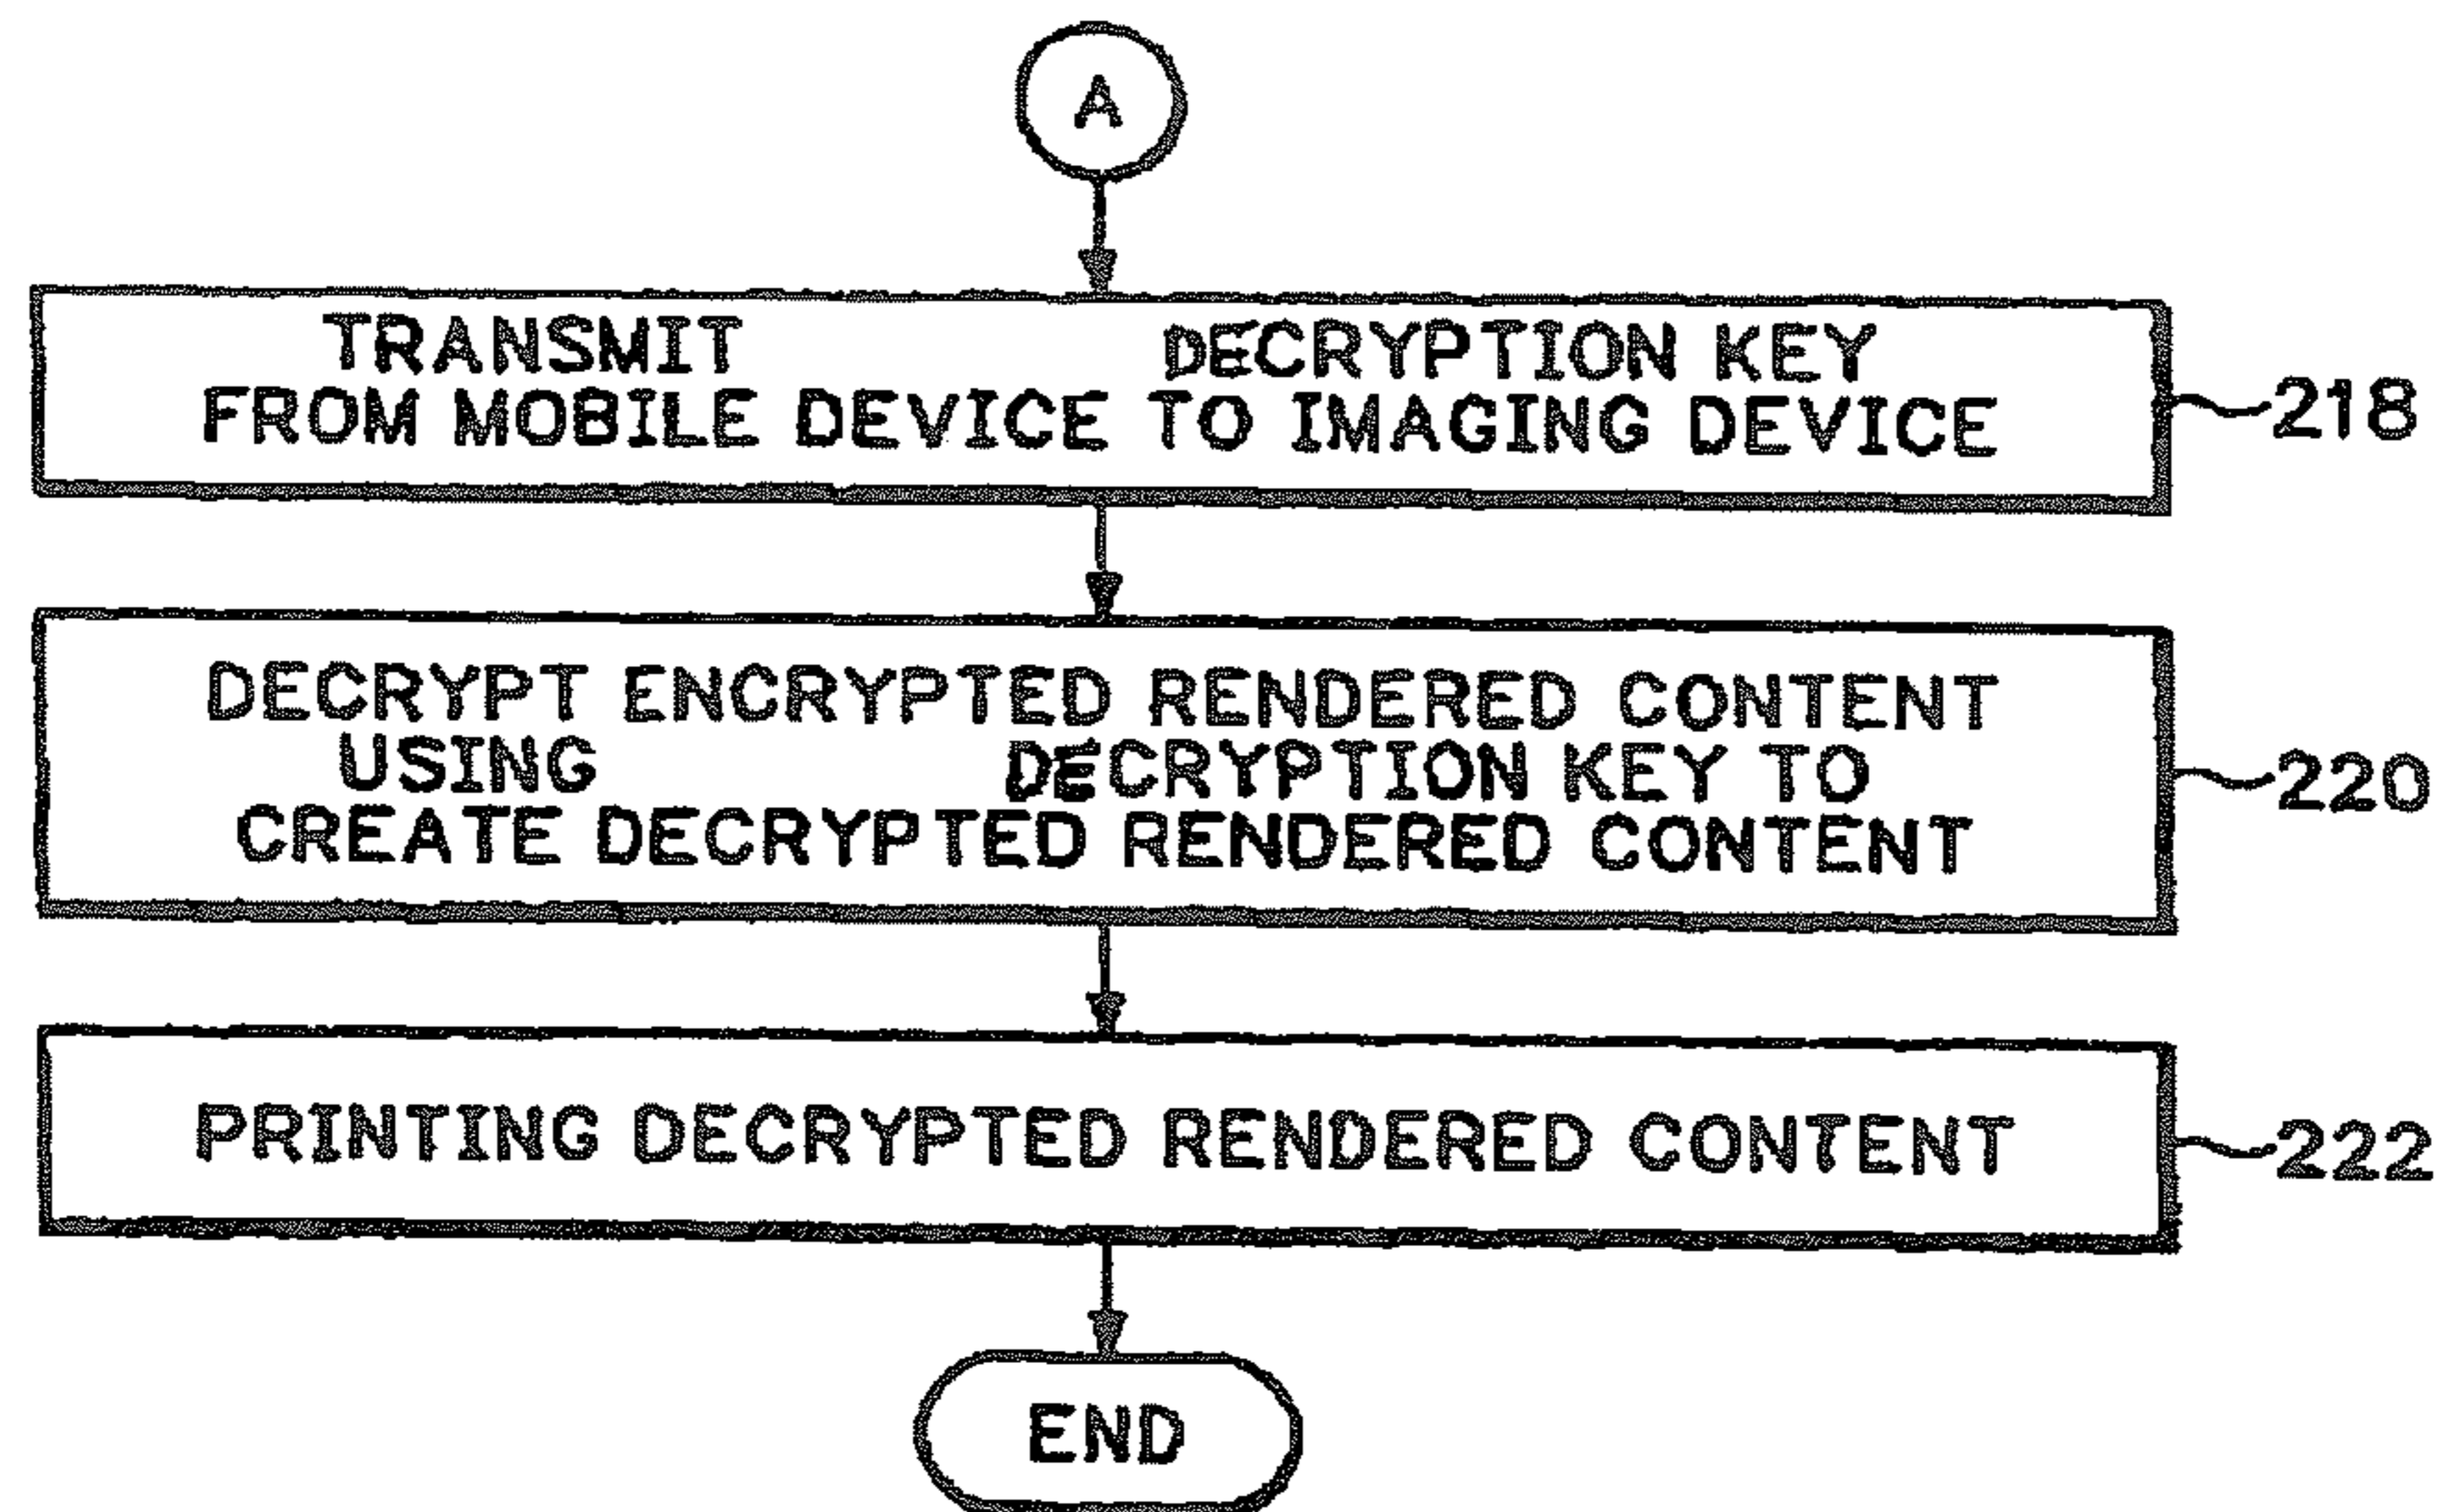 A
TRANSMIT DECRYPTION KEY
FROM MOBILE DEVICE TO IMAGING DEVICE
218
DECRYPT ENCRYPTED RENDERED CONTENT
USING DECRYPTION KEY TO
CREATE DECRYPTED RENDERED CONTENT
220
PRINTING DECRYPTED RENDERED CONTENT
222
END